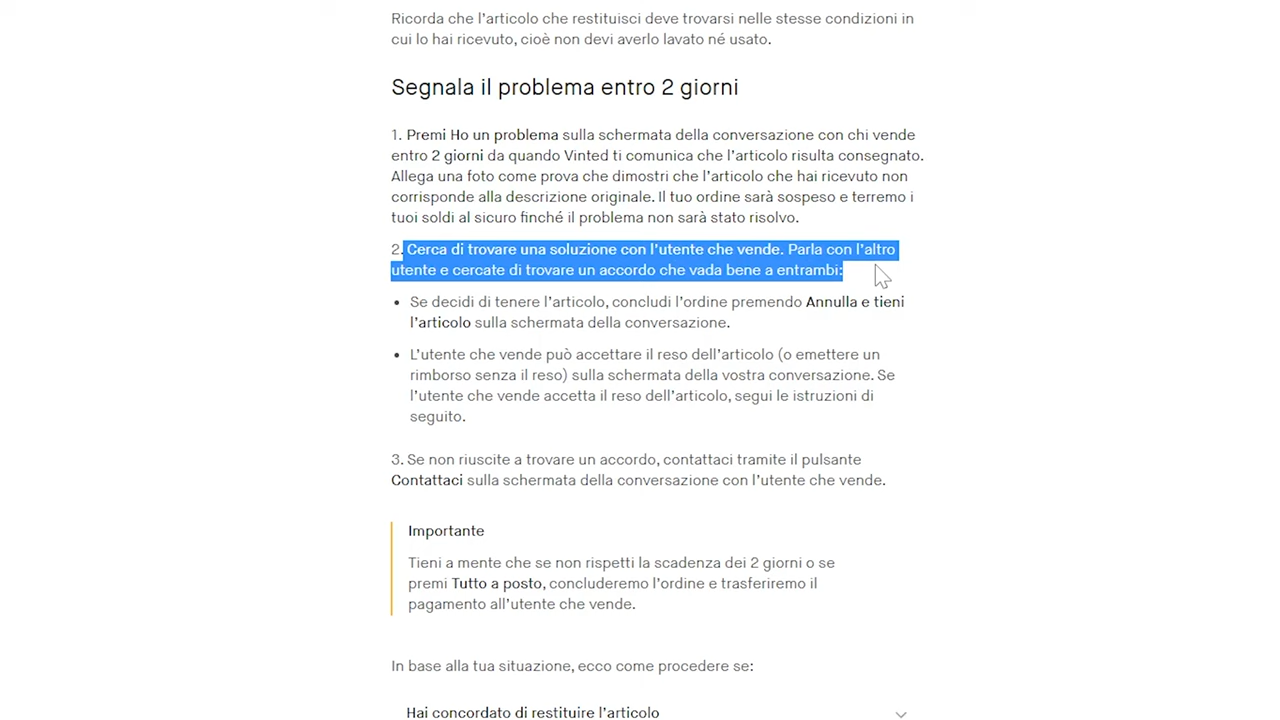 Ricorda che l'articolo che restituisci deve trovarsi nelle stesse condizioni in
cui lo hai ricevuto, cioè non devi averlo lavato né usato.
Segnala il problema entro 2 giorni
1. Premi Ho un problema sulla schermata della conversazione con chi vende
entro 2 giorni da quando Vinted ti comunica che l'articolo risulta consegnato.
Allega una foto come prova che dimostri che l'articolo che hai ricevuto non
corrisponde alla descrizione originale. Il tuo ordine sarà sospeso e terremo i
tuoi soldi al sicuro finché il problema non sarà stato risolvo.
2. Cerca di trovare una soluzione con l'utente che vende. Parla con l'altro
utente e cercate di trovare un accordo che vada bene a entrambi:
• Se decidi di tenere l'articolo, concludi l'ordine premendo Annulla e tieni
l'articolo sulla schermata della conversazione.
• L'utente che vende può accettare il reso dell'articolo (o emettere un
rimborso senza il reso) sulla schermata della vostra conversazione. Se
l'utente che vende accetta il reso dell'articolo, segui le istruzioni di
seguito.
3. Se non riuscite a trovare un accordo, contattaci tramite il pulsante
Contattaci sulla schermata della conversazione con l'utente che vende.
Importante
Tieni a mente che se non rispetti la scadenza dei 2 giorni o se
premi Tutto a posto, concluderemo l'ordine e trasferiremo il
pagamento all'utente che vende.
In base alla tua situazione, ecco come procedere se:
Hai concordato di restituire l'articolo